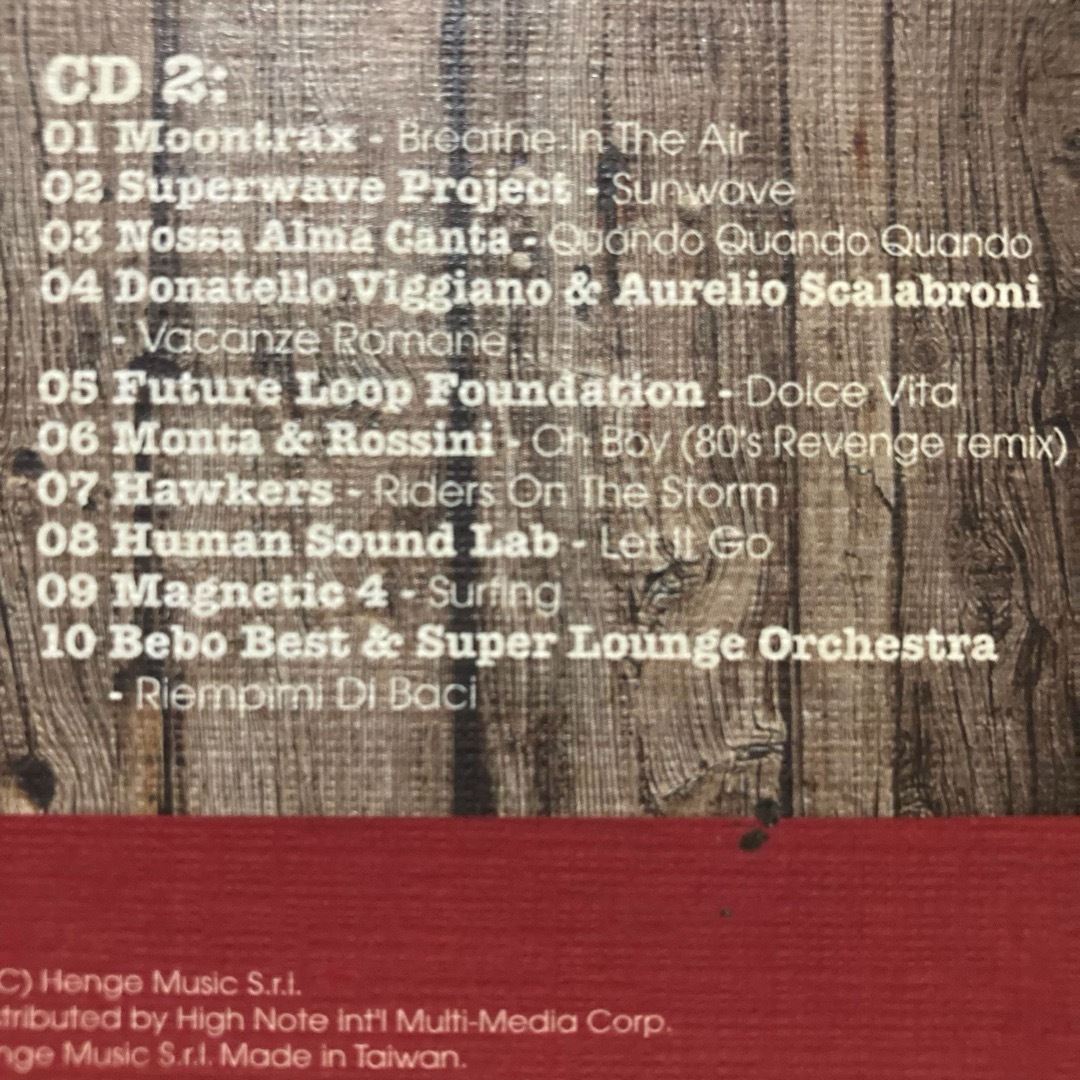 CD 2:
01 Moontrax - Breathe In The Air
02 Superwave Project - Sunwave
03 Nossa Alma Canta - Quando Quando Quando
04 Donatello Viggiano & Aurelio Scalabroni
- Vacanze Romane
05 Future Loop Foundation - Dolce Vita
06 Monta & Rossini - Oh Boy (80's Revenge remix)
07 Hawkers - Riders On The Storm
08 Human Sound Lab - Let It Go
09 Magnetic 4 - Surfing
10 Bebo Best & Super Lounge Orchestra
- Riempimi Di Baci
C) Henge Music S.r.l.
tributed by High Note Int'l Multi-Media Corp.
nge Music S.r.l. Made in Taiwan.